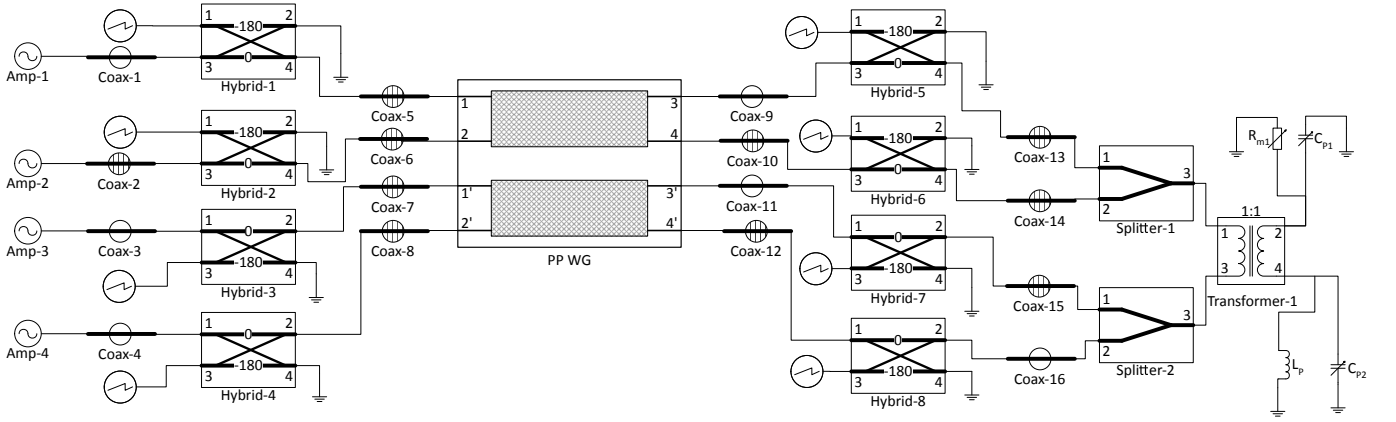 1 -180 2
Amp-1 Coax-1 3 0 4
Hybrid-1
1 -180 2
Amp-2 Coax-2 3 0 4
Hybrid-2
Amp-3 Coax-3 1 0 2
3 -180 4
Hybrid-3
Amp-4 Coax-4 1 0 2
3 -180 4
Hybrid-4
Coax-5
Coax-6
Coax-7
Coax-8
1 3
2 4
1' 3'
2' 4'
PP WG
Coax-9
Coax-10
Coax-11
Coax-12
1 -180 2
3 0 4
Hybrid-5
1 -180 2
3 0 4
Hybrid-6
1 0 2
3 -180 4
Hybrid-7
1 0 2
3 -180 4
Hybrid-8
Coax-13
Coax-14
Coax-15
Coax-16
1 3
2
Splitter-1
1 3
2
Splitter-2
1:1
1 2
3 4
Transformer-1
Rm1
CP1
LP
CP2